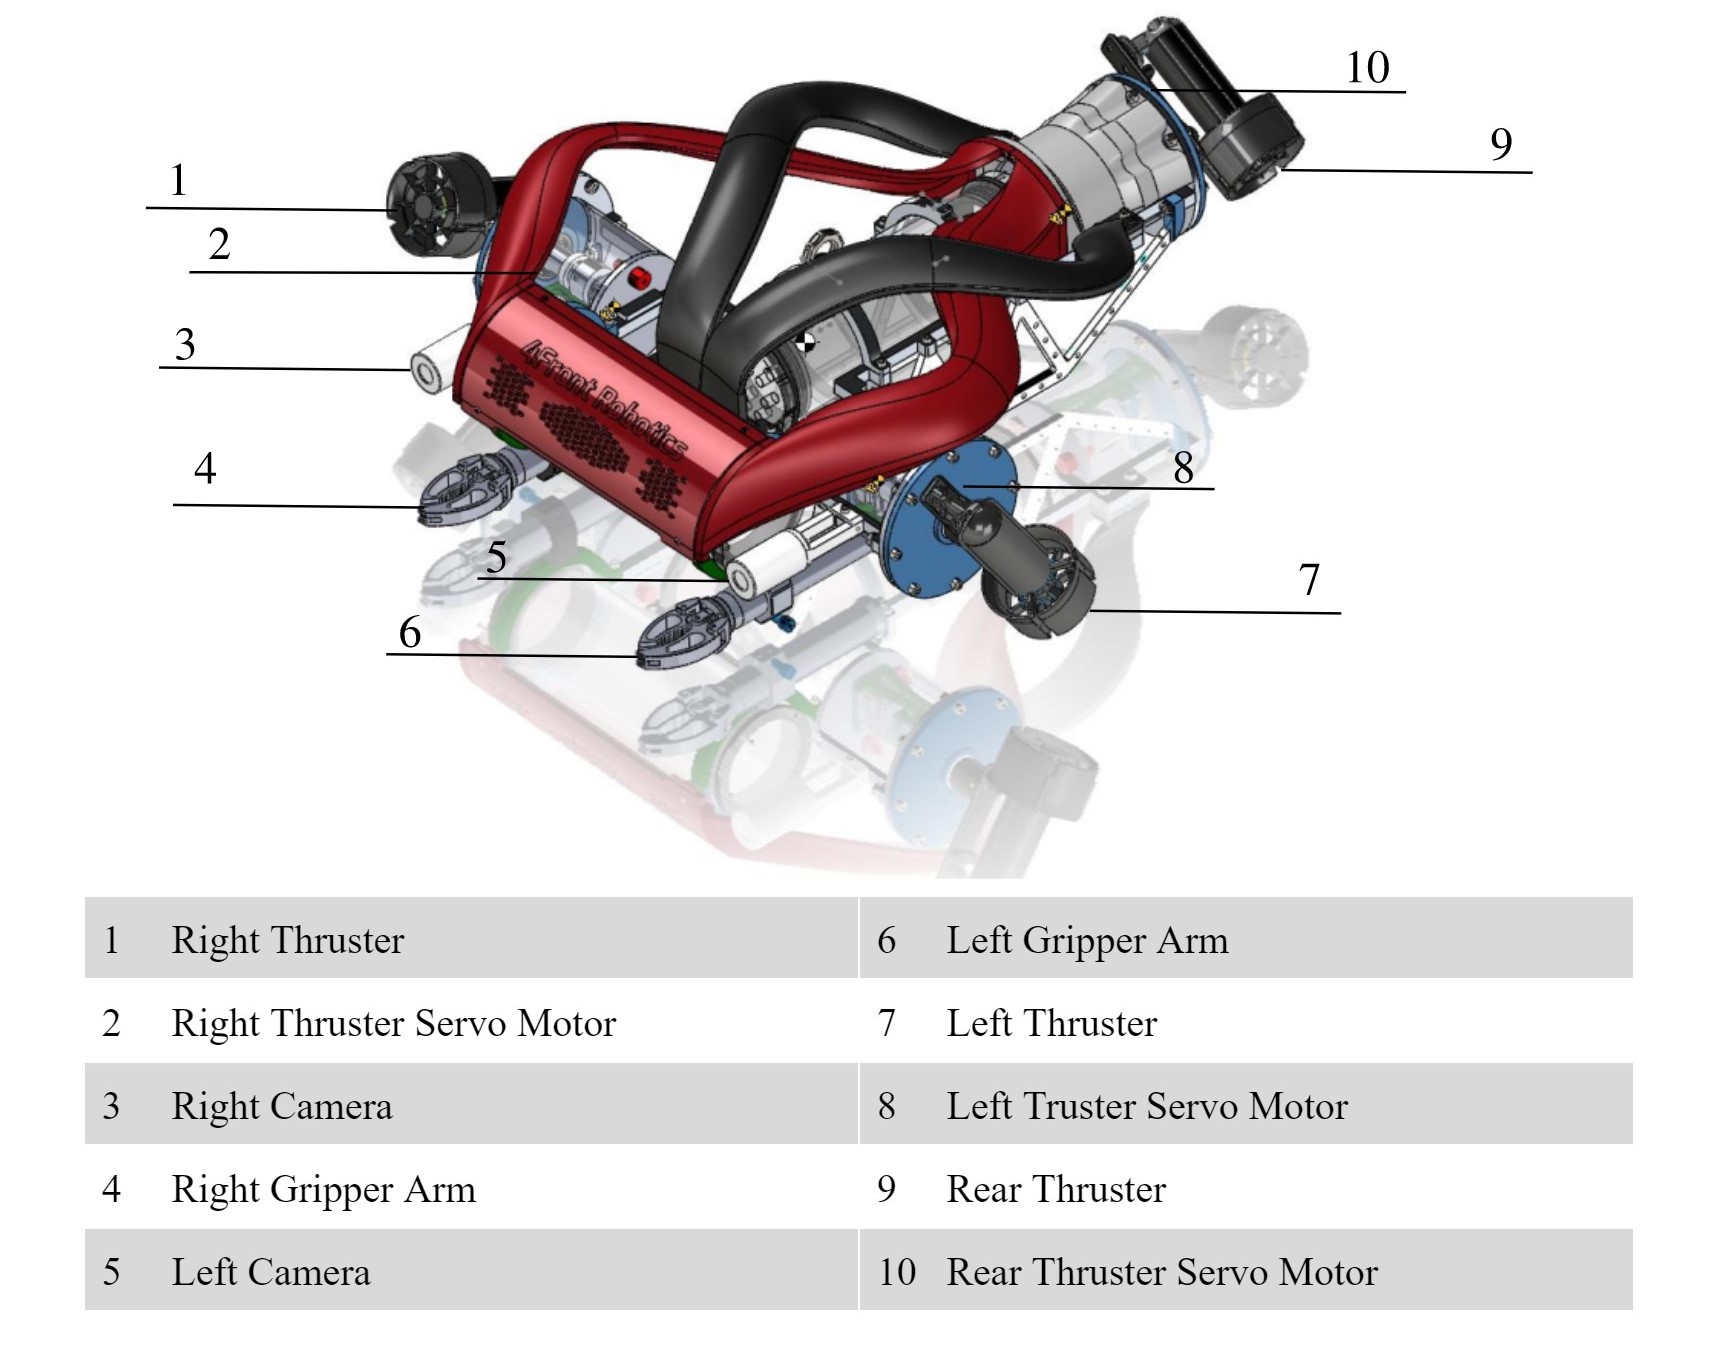 10
9
1
2
3
4Front Robotics
4
8
5
7
6
1 Right Thruster 6 Left Gripper Arm
2 Right Thruster Servo Motor 7 Left Thruster
3 Right Camera 8 Left Truster Servo Motor
4 Right Gripper Arm 9 Rear Thruster
5 Left Camera 10 Rear Thruster Servo Motor